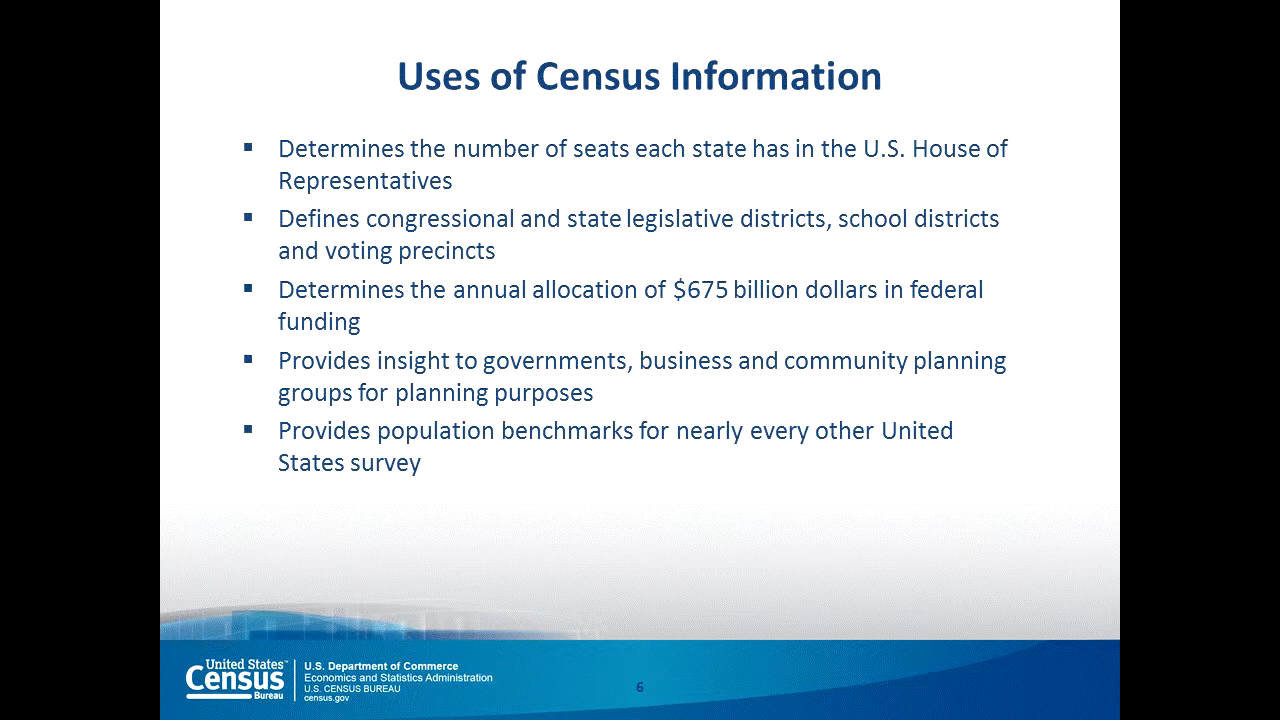 Uses of Census Information
▪ Determines the number of seats each state has in the U.S. House of
Representatives
▪ Defines congressional and state legislative districts, school districts
and voting precincts
▪ Determines the annual allocation of $675 billion dollars in federal
funding
▪ Provides insight to governments, business and community planning
groups for planning purposes
▪ Provides population benchmarks for nearly every other United
States survey
United States™
Census
Bureau
U.S. Department of Commerce
Economics and Statistics Administration
U.S. CENSUS BUREAU
census.gov
6